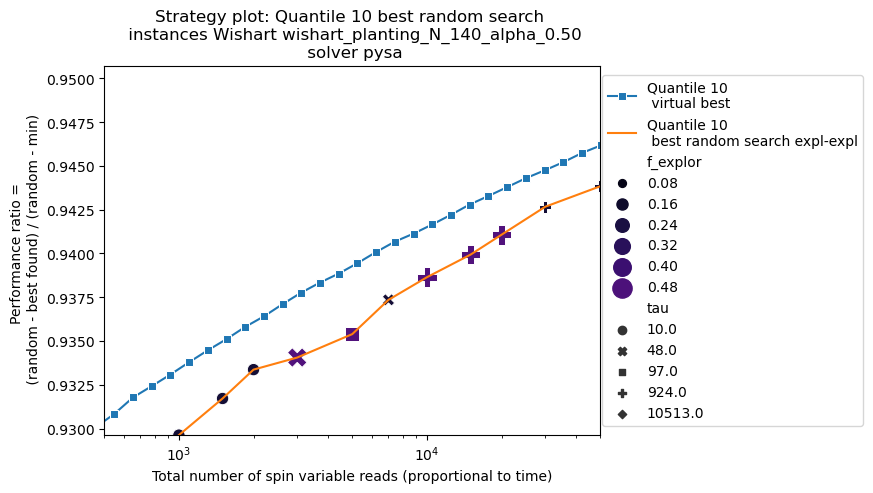 Strategy plot: Quantile 10 best random search
instances Wishart wishart_planting_N_140_alpha_0.50
solver pysa
Performance ratio =
(random - best found) / (random - min)
0.9500
0.9475
0.9450
0.9425
0.9400
0.9375
0.9350
0.9325
0.9300
10³
10⁴
Total number of spin variable reads (proportional to time)
Quantile 10
virtual best
Quantile 10
best random search expl-expl
f_explor
0.08
0.16
0.24
0.32
0.40
0.48
tau
10.0
48.0
97.0
924.0
10513.0